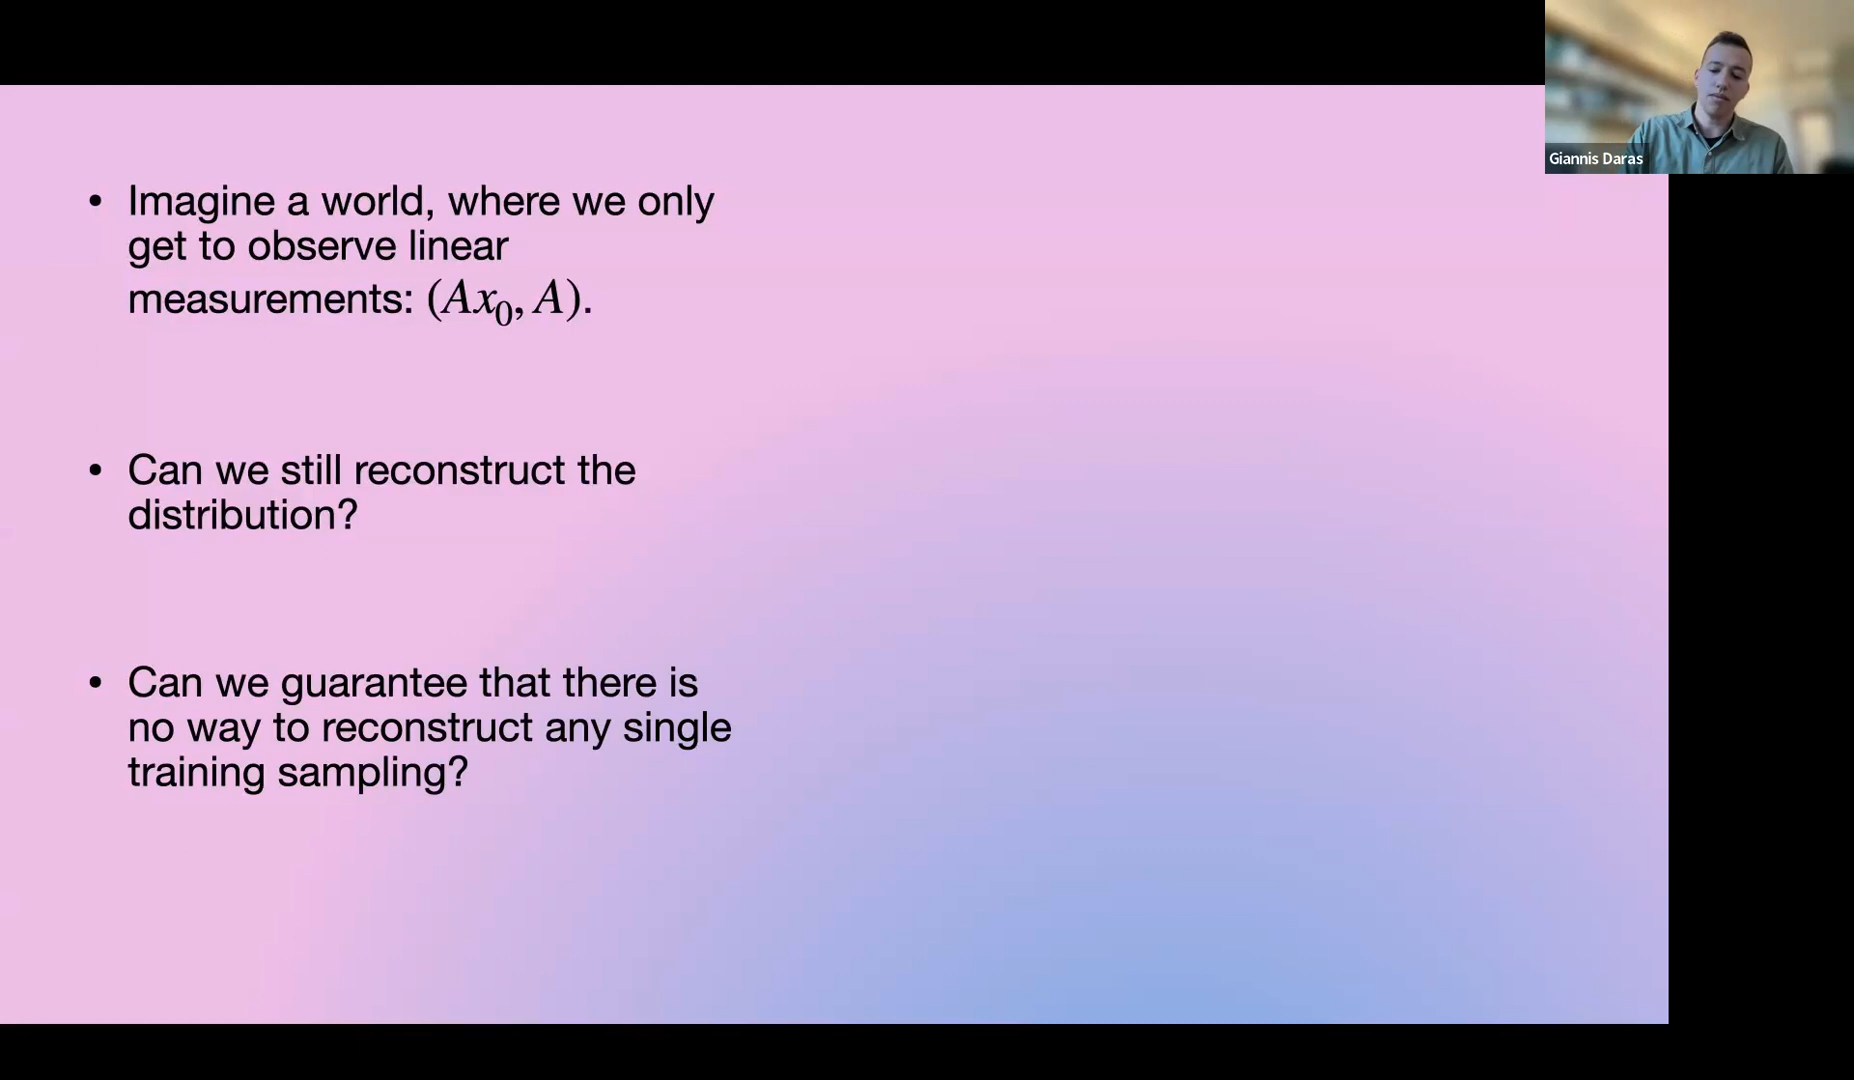 Giannis Daras
• Imagine a world, where we only
get to observe linear
measurements: (Ax₀, A).
• Can we still reconstruct the
distribution?
• Can we guarantee that there is
no way to reconstruct any single
training sampling?